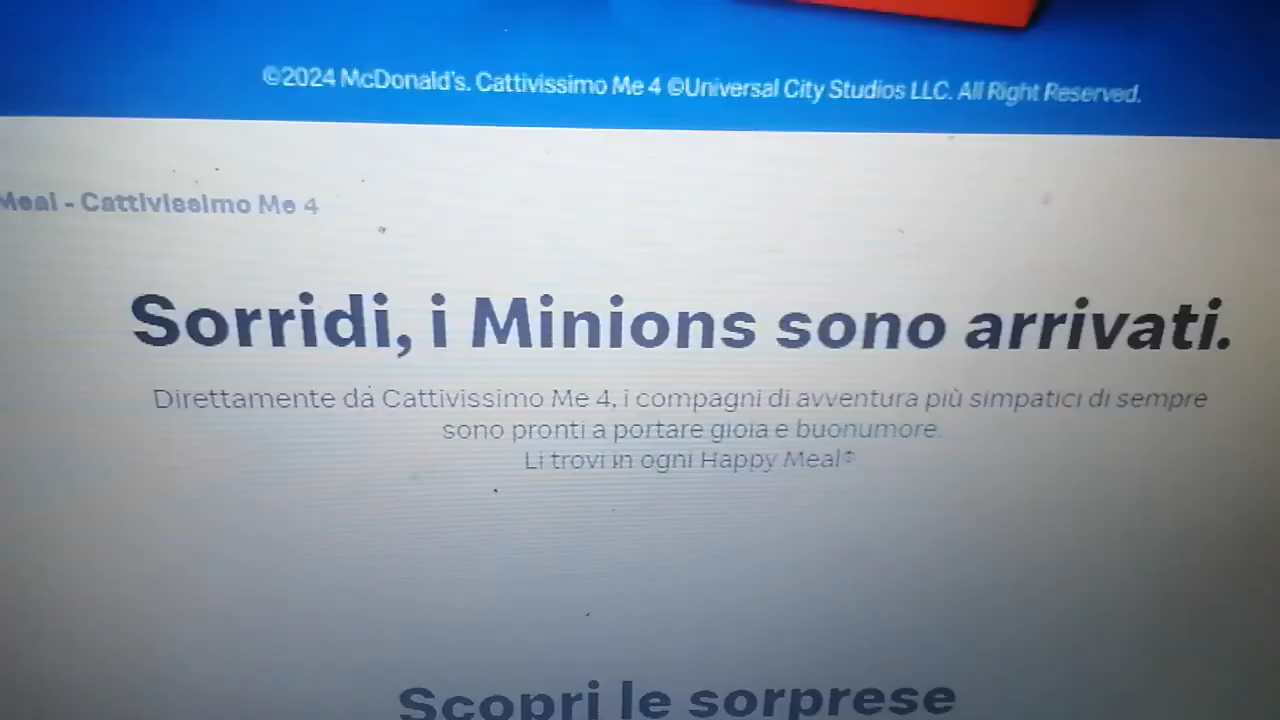 ©2024 McDonald's. Cattivissimo Me 4 ©Universal City Studios LLC. All Right Reserved.
Meal - Cattivissimo Me 4
Sorridi, i Minions sono arrivati.
Direttamente da Cattivissimo Me 4, i compagni di avventura più simpatici di sempre
sono pronti a portare gioia e buonumore.
Li trovi in ogni Happy Meal®
Scopri le sorprese